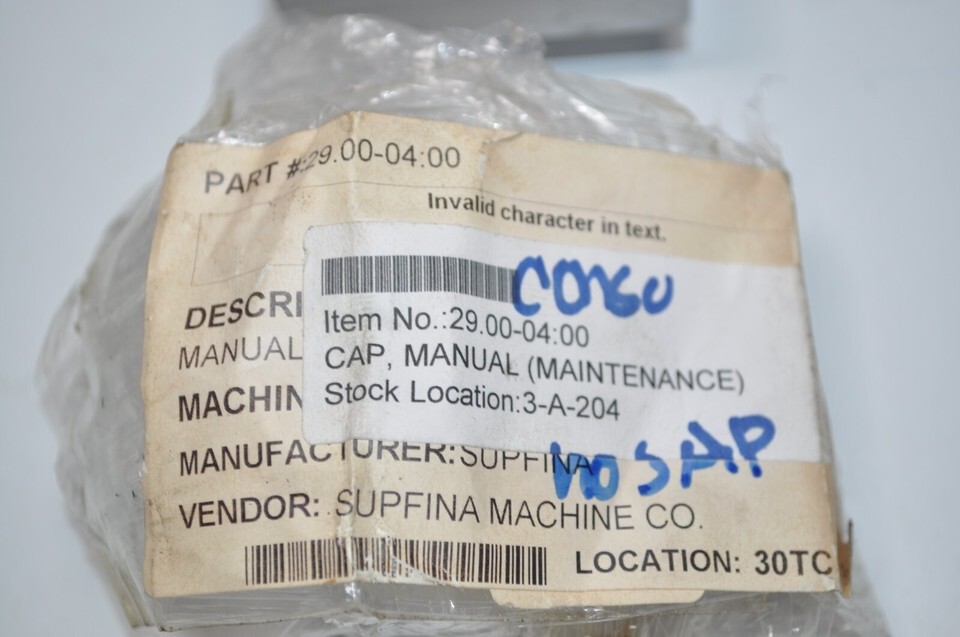 PART #:29.00-04:00
Invalid character in text.
Item No.:29.00-04:00
CAP, MANUAL (MAINTENANCE)
Stock Location:3-A-204
DESCRI
MANUAL
MACHIN
MANUFACTURER:SUPFINA
NO SAP
VENDOR: SUPFINA MACHINE CO.
LOCATION: 30TC